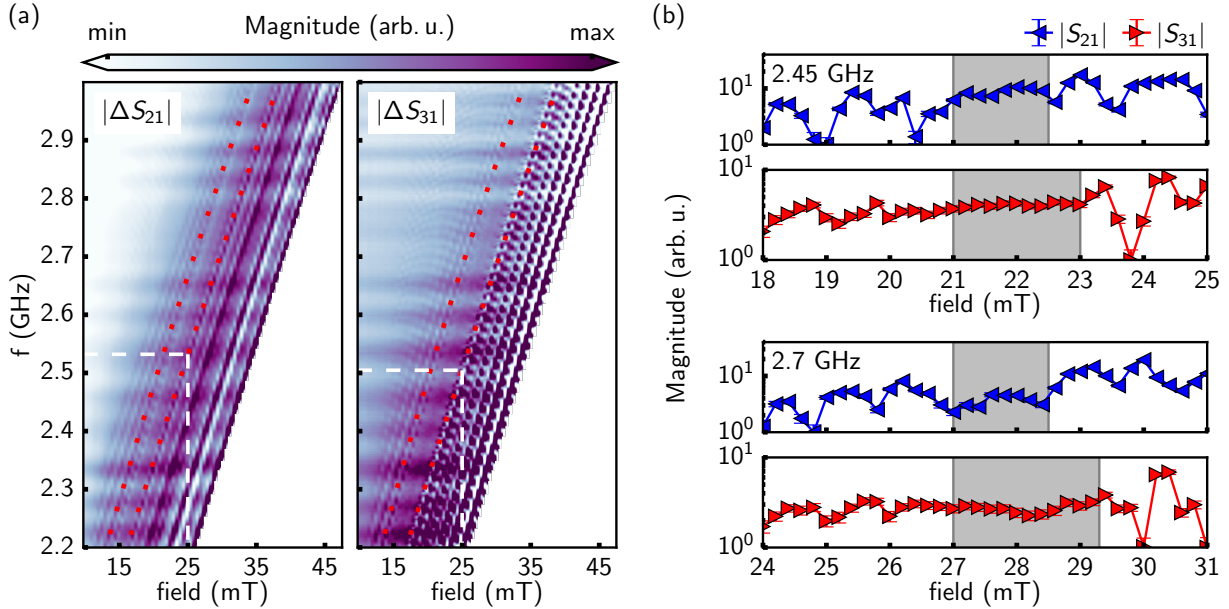 (a)
Magnitude (arb. u.)
min
max
|ΔS21|
|ΔS31|
f (GHz)
2.9
2.8
2.7
2.6
2.5
2.4
2.3
2.2
15 25 35 45
15 25 35 45
field (mT)
field (mT)
(b)
|S21| |S31|
Magnitude (arb. u.)
2.45 GHz
10^1
10^0
10^1
10^0
18 19 20 21 22 23 24 25
field (mT)
2.7 GHz
10^1
10^0
10^1
10^0
24 25 26 27 28 29 30 31
field (mT)